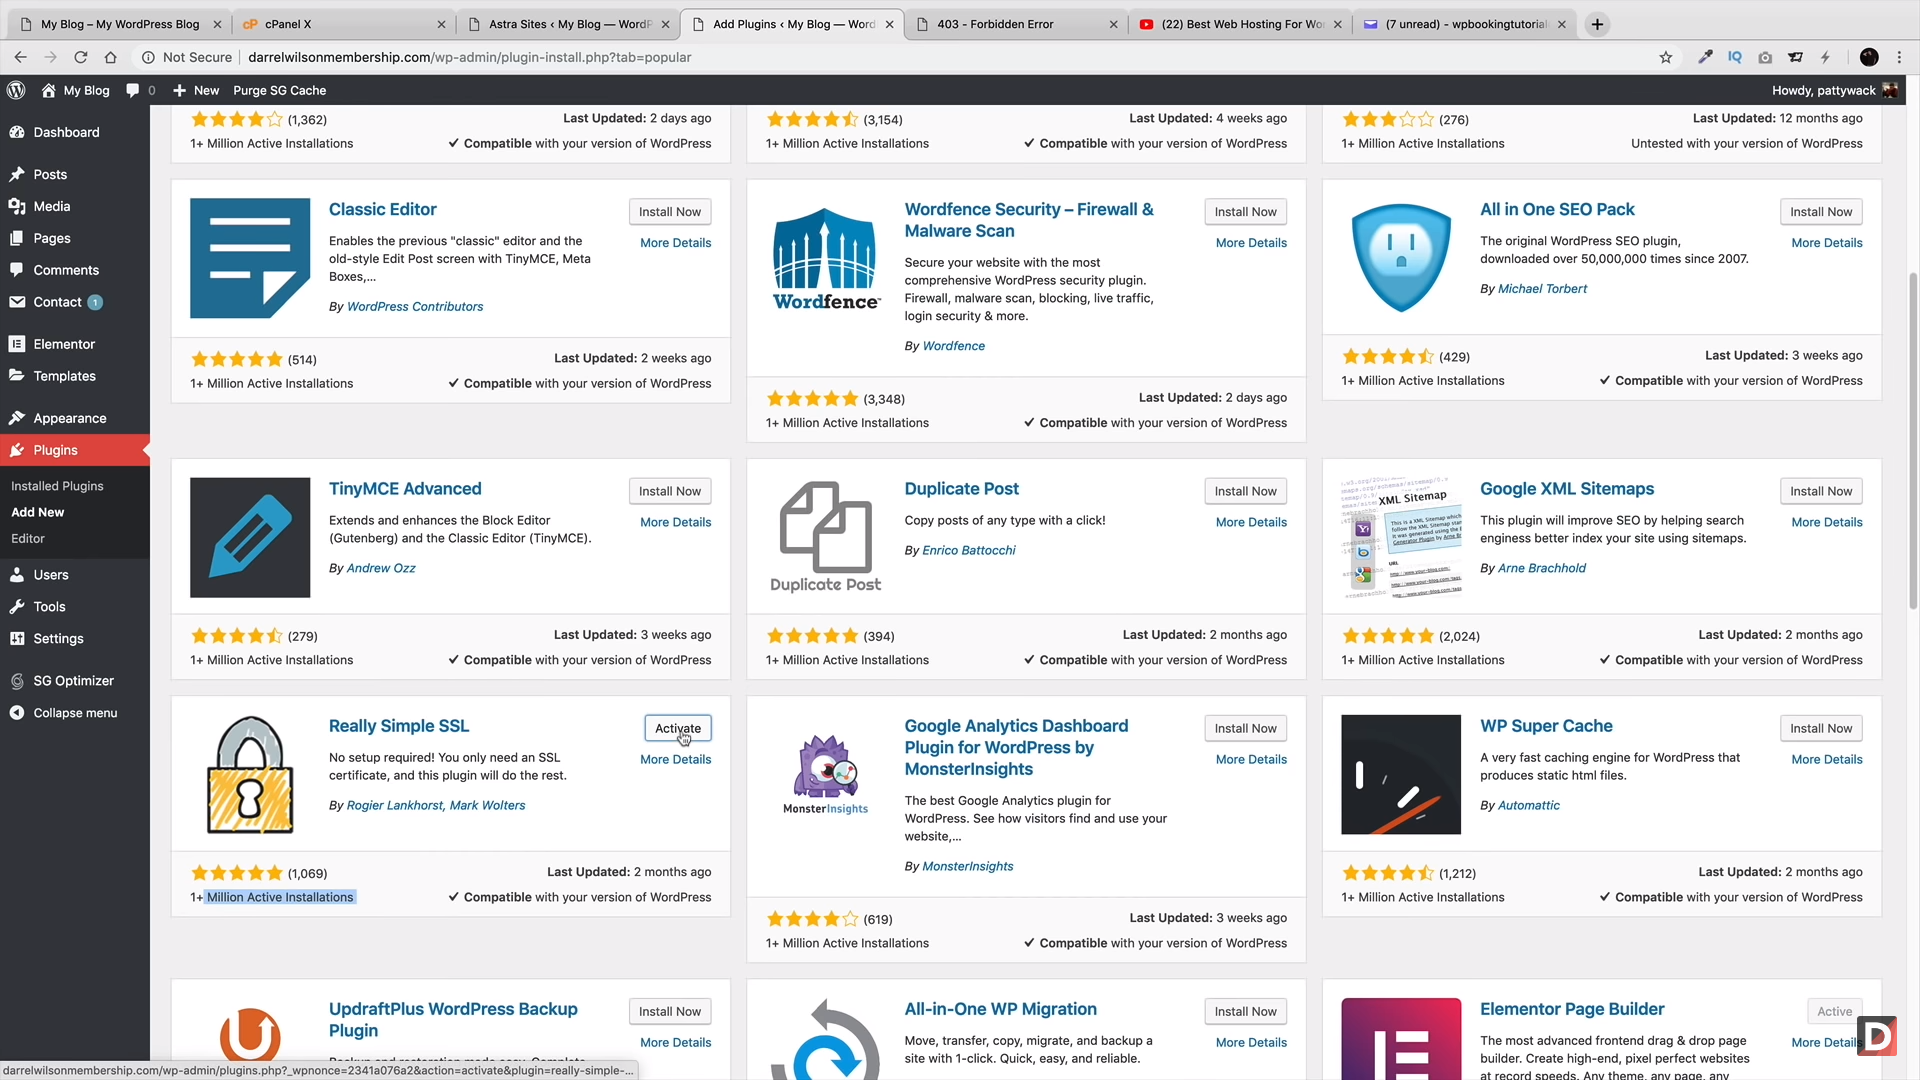 My Blog – My WordPress Blog
cPanel X
Astra Sites ‹ My Blog — WordP
Add Plugins ‹ My Blog — Word
403 - Forbidden Error
(22) Best Web Hosting For Wo
(7 unread) - wpbookingtutorial
Not Secure darrelwilsonmembership.com/wp-admin/plugin-install.php?tab=popular
My Blog 0 New Purge SG Cache Howdy, pattywack
Dashboard
Posts
Media
Pages
Comments
Contact 1
Elementor
Templates
Appearance
Plugins
Installed Plugins
Add New
Editor
Users
Tools
Settings
SG Optimizer
Collapse menu
(1,362) Last Updated: 2 days ago
1+ Million Active Installations Compatible with your version of WordPress
(3,154) Last Updated: 4 weeks ago
1+ Million Active Installations Compatible with your version of WordPress
(276) Last Updated: 12 months ago
1+ Million Active Installations Untested with your version of WordPress
Classic Editor Install Now
More Details
Enables the previous "classic" editor and the
old-style Edit Post screen with TinyMCE, Meta
Boxes,...
By WordPress Contributors
(514) Last Updated: 2 weeks ago
1+ Million Active Installations Compatible with your version of WordPress
Wordfence
Wordfence Security – Firewall &
Malware Scan
Install Now
More Details
Secure your website with the most
comprehensive WordPress security plugin.
Firewall, malware scan, blocking, live traffic,
login security & more.
By Wordfence
(3,348) Last Updated: 2 days ago
1+ Million Active Installations Compatible with your version of WordPress
All in One SEO Pack Install Now
More Details
The original WordPress SEO plugin,
downloaded over 50,000,000 times since 2007.
By Michael Torbert
(429) Last Updated: 3 weeks ago
1+ Million Active Installations Compatible with your version of WordPress
TinyMCE Advanced Install Now
More Details
Extends and enhances the Block Editor
(Gutenberg) and the Classic Editor (TinyMCE).
By Andrew Ozz
(279) Last Updated: 3 weeks ago
1+ Million Active Installations Compatible with your version of WordPress
Duplicate Post
Duplicate Post Install Now
More Details
Copy posts of any type with a click!
By Enrico Battocchi
(394) Last Updated: 2 months ago
1+ Million Active Installations Compatible with your version of WordPress
XML Sitemap
Google XML Sitemaps Install Now
More Details
This plugin will improve SEO by helping search
enginess better index your site using sitemaps.
By Arne Brachhold
(2,024) Last Updated: 2 months ago
1+ Million Active Installations Compatible with your version of WordPress
Really Simple SSL Activate
More Details
No setup required! You only need an SSL
certificate, and this plugin will do the rest.
By Rogier Lankhorst, Mark Wolters
(1,069) Last Updated: 2 months ago
1+ Million Active Installations Compatible with your version of WordPress
MonsterInsights
Google Analytics Dashboard
Plugin for WordPress by
MonsterInsights
Install Now
More Details
The best Google Analytics plugin for
WordPress. See how visitors find and use your
website,...
By MonsterInsights
(619) Last Updated: 3 weeks ago
1+ Million Active Installations Compatible with your version of WordPress
WP Super Cache Install Now
More Details
A very fast caching engine for WordPress that
produces static html files.
By Automattic
(1,212) Last Updated: 2 months ago
1+ Million Active Installations Compatible with your version of WordPress
UpdraftPlus WordPress Backup
Plugin
Install Now
More Details
All-in-One WP Migration Install Now
More Details
Move, transfer, copy, migrate, and backup a
site with 1-click. Quick, easy, and reliable.
Elementor Page Builder Active
More Details
The most advanced frontend drag & drop page
builder. Create high-end, pixel perfect websites
at record speeds. Any theme, any page, any
D
darrelwilsonmembership.com/wp-admin/plugins.php?_wpnonce=2341a076a2&action=activate&plugin=really-simple-...